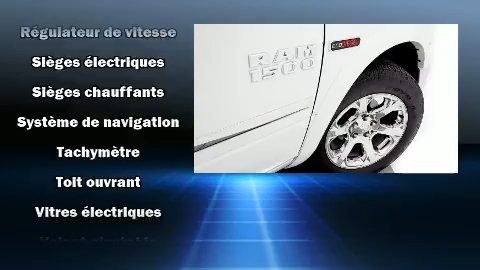 Régulateur de vitesse
Sièges électriques
Sièges chauffants
Système de navigation
Tachymètre
Toit ouvrant
Vitres électriques
RAM
1500